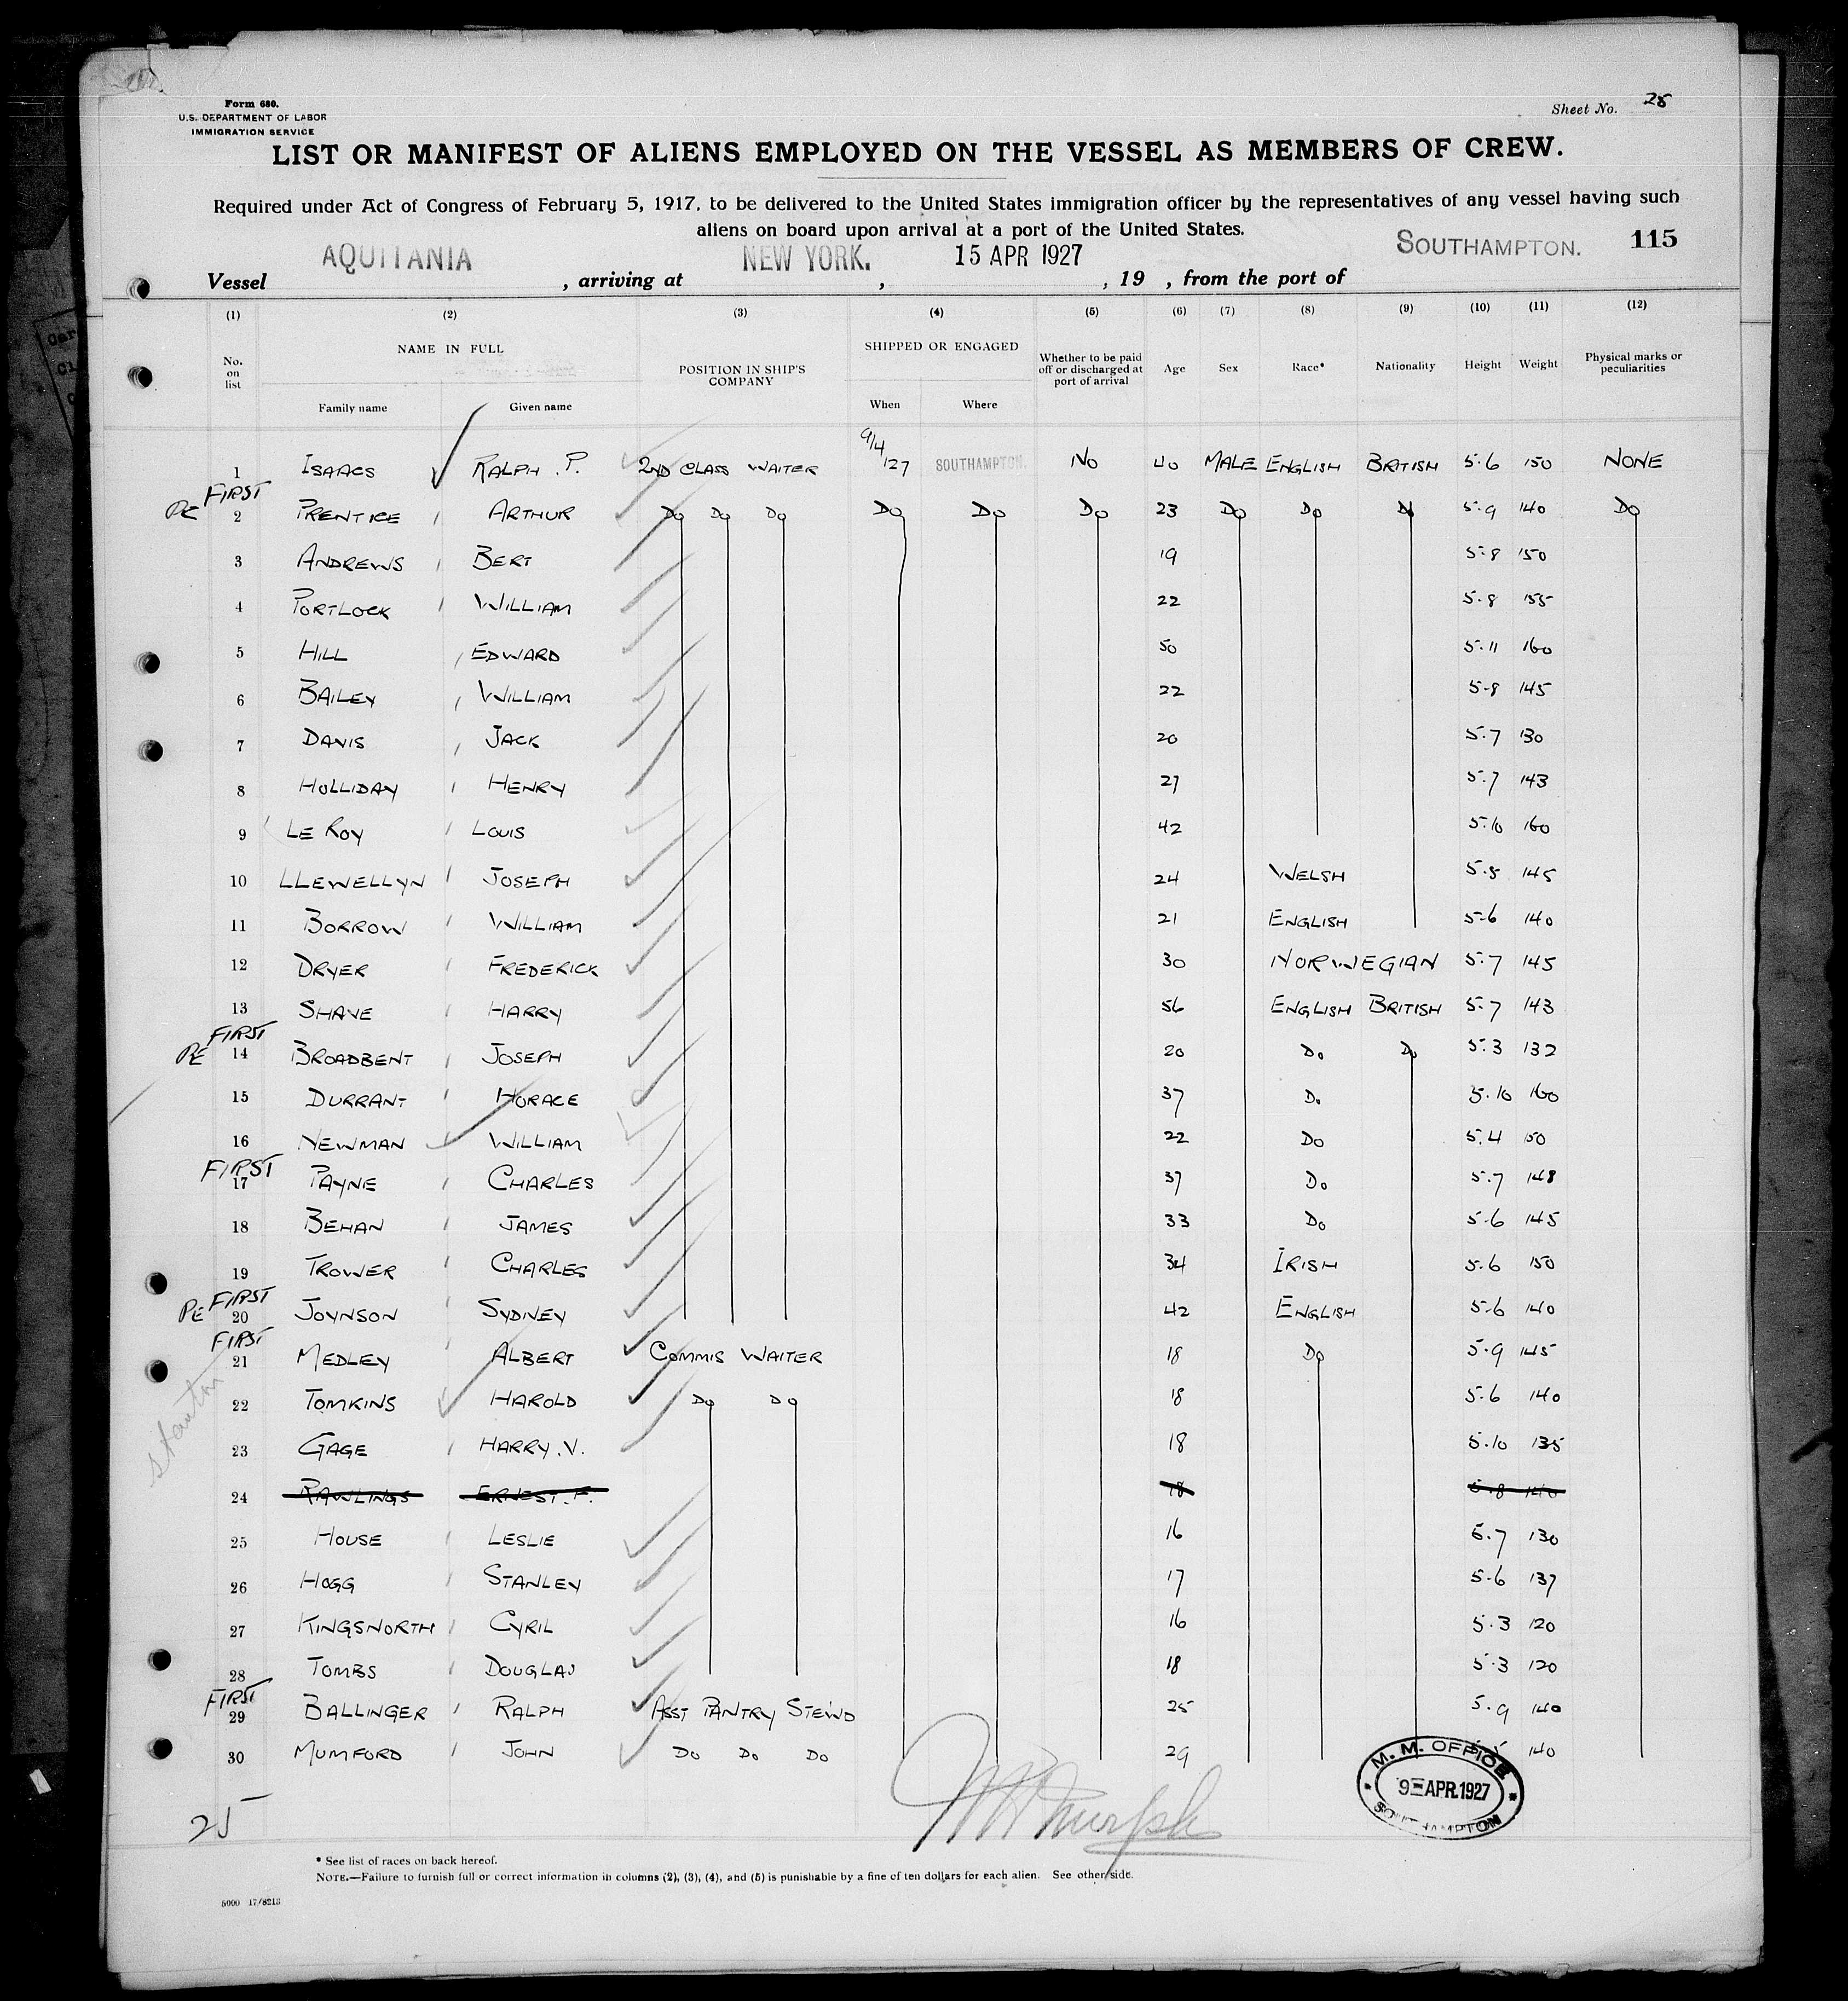 Form 680.
U.S. DEPARTMENT OF LABOR
IMMIGRATION SERVICE
Sheet No. 25
LIST OR MANIFEST OF ALIENS EMPLOYED ON THE VESSEL AS MEMBERS OF CREW.
Required under Act of Congress of February 5, 1917, to be delivered to the United States immigration officer by the representatives of any vessel having such
aliens on board upon arrival at a port of the United States.
Vessel AQUITANIA, arriving at NEW YORK., 15 APR 1927, 19 , from the port of SOUTHAMPTON. 115
(1) (2) (3) (4) (5) (6) (7) (8) (9) (10) (11) (12)
No. on list NAME IN FULL Family name Given name POSITION IN SHIP'S COMPANY SHIPPED OR ENGAGED When Where Whether to be paid off or discharged at port of arrival Age Sex Race* Nationality Height Weight Physical marks or peculiarities
1 ISAACS RALPH .P. 2ND CLASS WAITER 9/4/27 SOUTHAMPTON. NO 40 MALE ENGLISH BRITISH 5.6 150 NONE
PE FIRST 2 PRENTICE ARTHUR DO DO DO DO DO DO 23 DO DO DO 5.9 140 DO
3 ANDREWS BERT 19 5.8 150
4 PORTLOCK WILLIAM 22 5.8 155
5 HILL EDWARD 50 5.11 160
6 BAILEY WILLIAM 22 5-8 145
7 DAVIS JACK 20 5.7 130
8 HOLLIDAY HENRY 27 5.7 143
9 LE ROY LOUIS 42 5.10 160
10 LLEWELLYN JOSEPH 24 WELSH 5.8 145
11 BORROW WILLIAM 21 ENGLISH 5-6 140
12 DRYER FREDERICK 30 NORWEGIAN 5.7 145
13 SHAVE HARRY 56 ENGLISH BRITISH 5.7 143
PE FIRST 14 BROADBENT JOSEPH 20 DO DO 5.3 132
15 DURRANT HORACE 37 DO 5.10 160
16 NEWMAN WILLIAM 22 DO 5.4 150
FIRST 17 PAYNE CHARLES 37 DO 5.7 148
18 BEHAN JAMES 33 DO 5-6 145
19 TROWER CHARLES 34 IRISH 5.6 150
PE FIRST 20 JOYNSON SYDNEY 42 ENGLISH 5-6 140
FIRST 21 MEDLEY ALBERT COMMIS WAITER 18 DO 5.9 145
22 TOMKINS HAROLD DO DO 18 5.6 140
23 GAGE HARRY.V. 18 5.10 135
24 RAWLINGS ERNEST.F. 18 5.8 140
25 HOUSE LESLIE 16 5.7 130
26 HOGG STANLEY 17 5-6 137
27 KINGSNORTH CYRIL 16 5.3 120
28 TOMBS DOUGLAS 18 5.3 120
FIRST 29 BALLINGER RALPH ASST PANTRY STEWD 25 5.9 140
30 MUMFORD JOHN DO DO DO 29 140
Stanton
25
M. M. OFFICE
9 APR.1927
SOUTHAMPTON
* See list of races on back hereof.
NOTE.—Failure to furnish full or correct information in columns (2), (3), (4), and (5) is punishable by a fine of ten dollars for each alien. See other side.
5000 17/8213